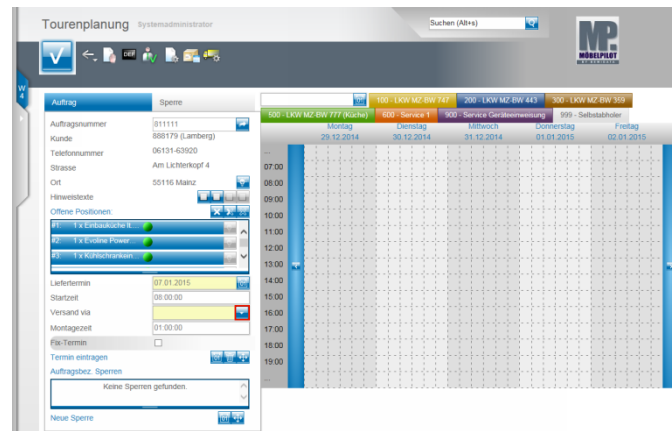 Tourenplanung Systemadministrator
Suchen (Alt+s)
MP
MÖBELPILOT
W
4
Auftrag Sperre
Auftragsnummer 811111
Kunde 888179 (Lamberg)
Telefonnummer 06131-63920
Strasse Am Lichterkopf 4
Ort 55116 Mainz
Hinweistexte
Offene Positionen:
#1: 1 x Einbauküche lt....
#2: 1 x Evoline Power...
#3: 1 x Kühlschranken...
Liefertermin 07.01.2015
Startzeit 08:00:00
Versand via
Montagezeit 01:00:00
Fix-Termin
Termin eintragen
Auftragsbez. Sperren
Keine Sperren gefunden.
Neue Sperre
100 - LKW MZ-BW 747 200 - LKW MZ-BW 443 300 - LKW MZ-BW 359
500 - LKW MZ-BW 777 (Küche) 600 - Service 1 900 - Service Geräteeinweisung 999 - Selbstabholer
Montag Dienstag Mittwoch Donnerstag Freitag
29.12.2014 30.12.2014 31.12.2014 01.01.2015 02.01.2015
...
07:00
08:00
09:00
10:00
11:00
12:00
13:00
14:00
15:00
16:00
17:00
18:00
19:00
...